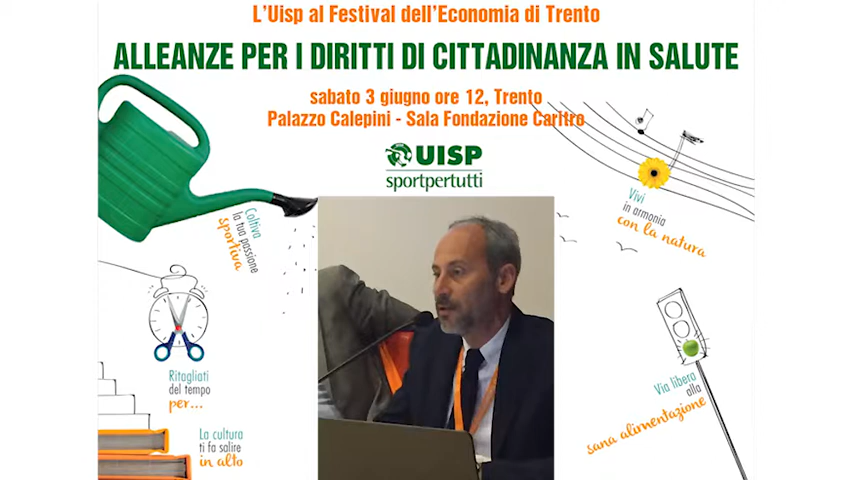 L'Uisp al Festival dell'Economia di Trento
ALLEANZE PER I DIRITTI DI CITTADINANZA IN SALUTE
sabato 3 giugno ore 12, Trento
Palazzo Calepini - Sala Fondazione Caritro
UISP
sportpertutti
Coltiva
la tua passione
sportiva
Vivi
in armonia
con la natura
Ritagliati
del tempo
per...
Via libera
alla
sana alimentazione
La cultura
ti fa salire
in alto